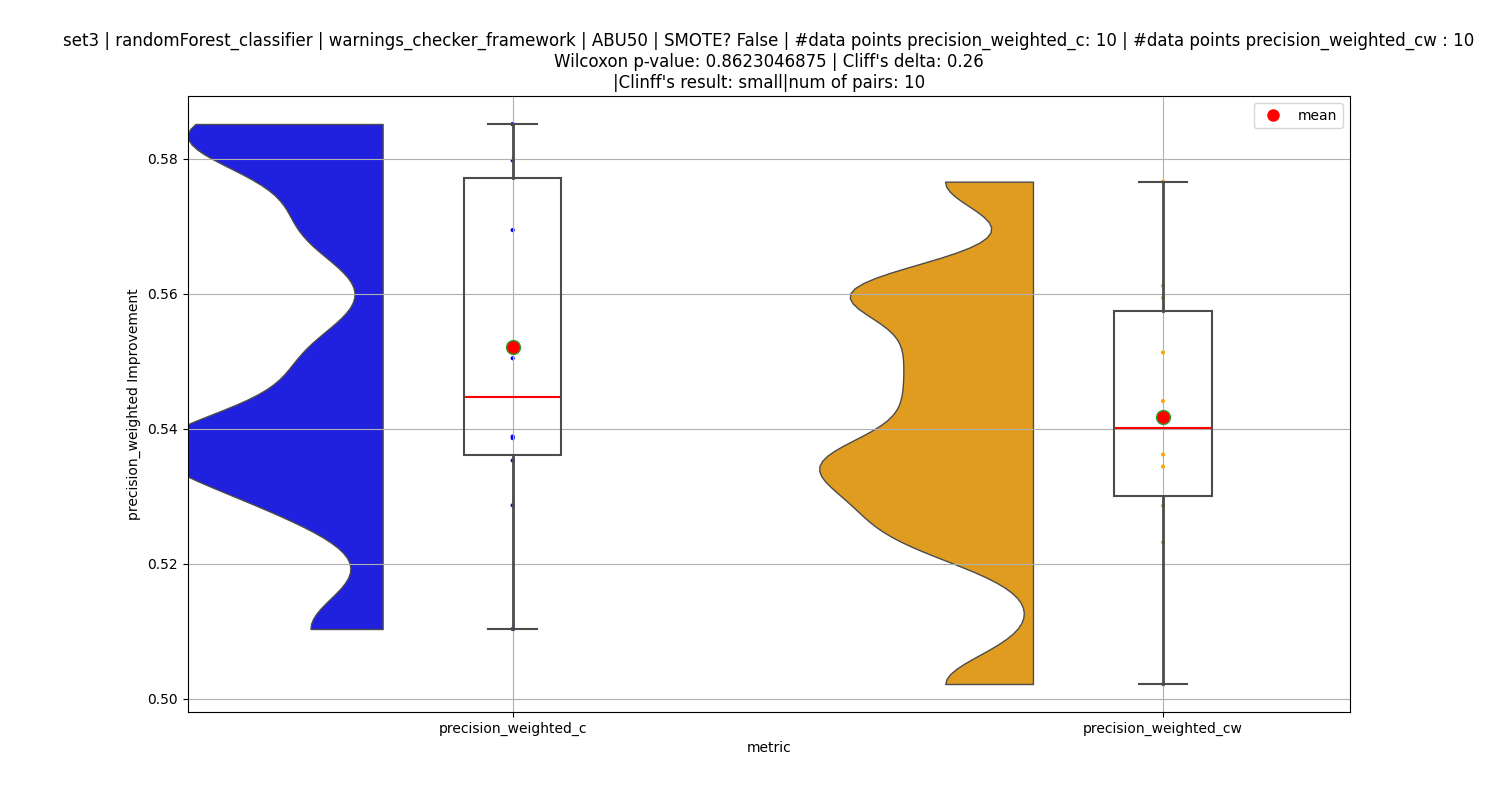 set3 | randomForest_classifier | warnings_checker_framework | ABU50 | SMOTE? False | #data points precision_weighted_c: 10 | #data points precision_weighted_cw : 10
Wilcoxon p-value: 0.8623046875 | Cliff's delta: 0.26
|Clinff's result: small|num of pairs: 10
mean
0.58
0.56
0.54
0.52
0.50
precision_weighted Improvement
precision_weighted_c
precision_weighted_cw
metric